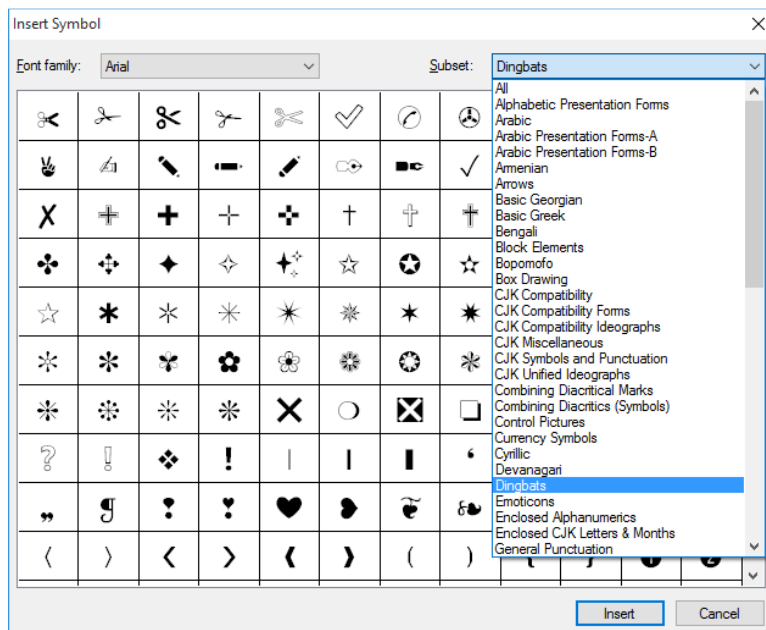 Insert Symbol
Font family: Arial Subset: Dingbats
All
Alphabetic Presentation Forms
Arabic
Arabic Presentation Forms-A
Arabic Presentation Forms-B
Armenian
Arrows
Basic Georgian
Basic Greek
Bengali
Block Elements
Bopomofo
Box Drawing
CJK Compatibility
CJK Compatibility Forms
CJK Compatibility Ideographs
CJK Miscellaneous
CJK Symbols and Punctuation
CJK Unified Ideographs
Combining Diacritical Marks
Combining Diacritics (Symbols)
Control Pictures
Currency Symbols
Cyrillic
Devanagari
Dingbats
Emoticons
Enclosed Alphanumerics
Enclosed CJK Letters & Months
General Punctuation
Insert Cancel